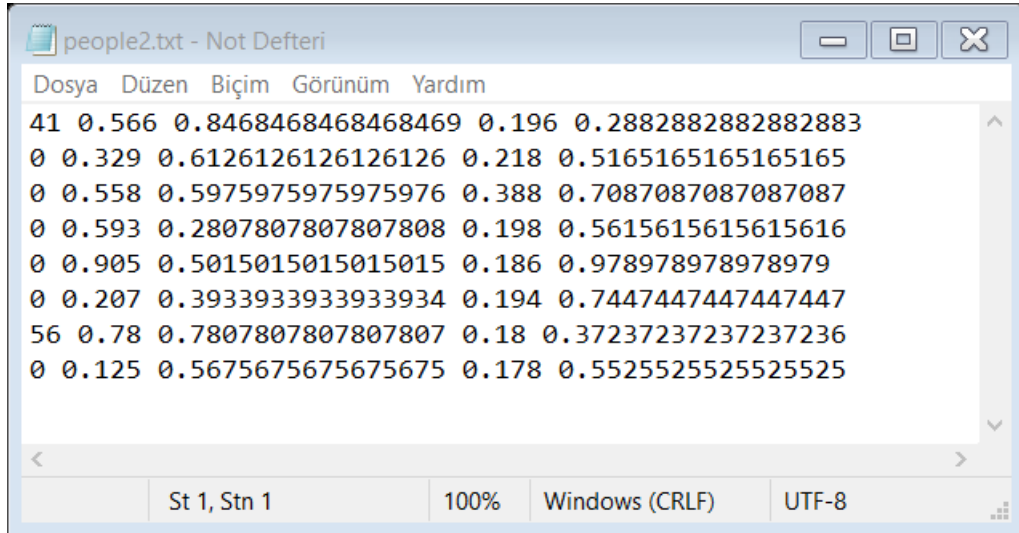 people2.txt - Not Defteri
Dosya Düzen Biçim Görünüm Yardım
41 0.566 0.8468468468468469 0.196 0.2882882882882883
0 0.329 0.6126126126126126 0.218 0.5165165165165165
0 0.558 0.5975975975975976 0.388 0.7087087087087087
0 0.593 0.2807807807807808 0.198 0.5615615615615616
0 0.905 0.5015015015015015 0.186 0.978978978978979
0 0.207 0.3933933933933934 0.194 0.7447447447447447
56 0.78 0.7807807807807807 0.18 0.37237237237237236
0 0.125 0.5675675675675675 0.178 0.5525525525525525
St 1, Stn 1 100% Windows (CRLF) UTF-8